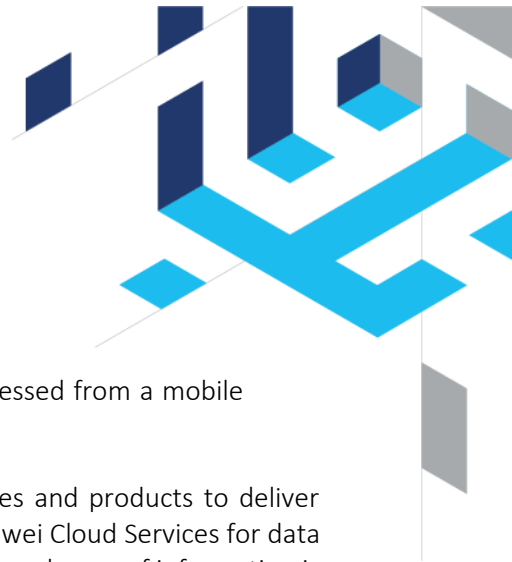 essed from a mobile
es and products to deliver
wei Cloud Services for data